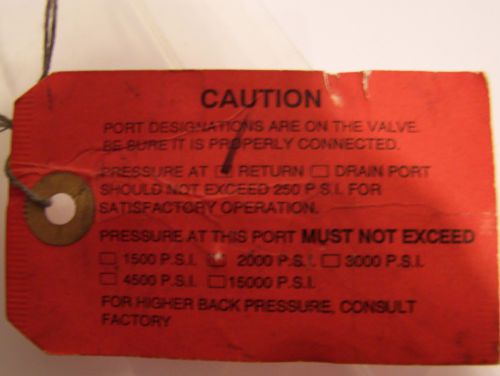 CAUTION
PORT DESIGNATIONS ARE ON THE VALVE.
BE SURE IT IS PROPERLY CONNECTED.
PRESSURE AT ☐ RETURN ☐ DRAIN PORT
SHOULD NOT EXCEED 250 P.S.I. FOR
SATISFACTORY OPERATION.
PRESSURE AT THIS PORT MUST NOT EXCEED
☐ 1500 P.S.I. ☐ 2000 P.S.I. ☐ 3000 P.S.I.
☐ 4500 P.S.I. ☐ 15000 P.S.I.
FOR HIGHER BACK PRESSURE, CONSULT
FACTORY